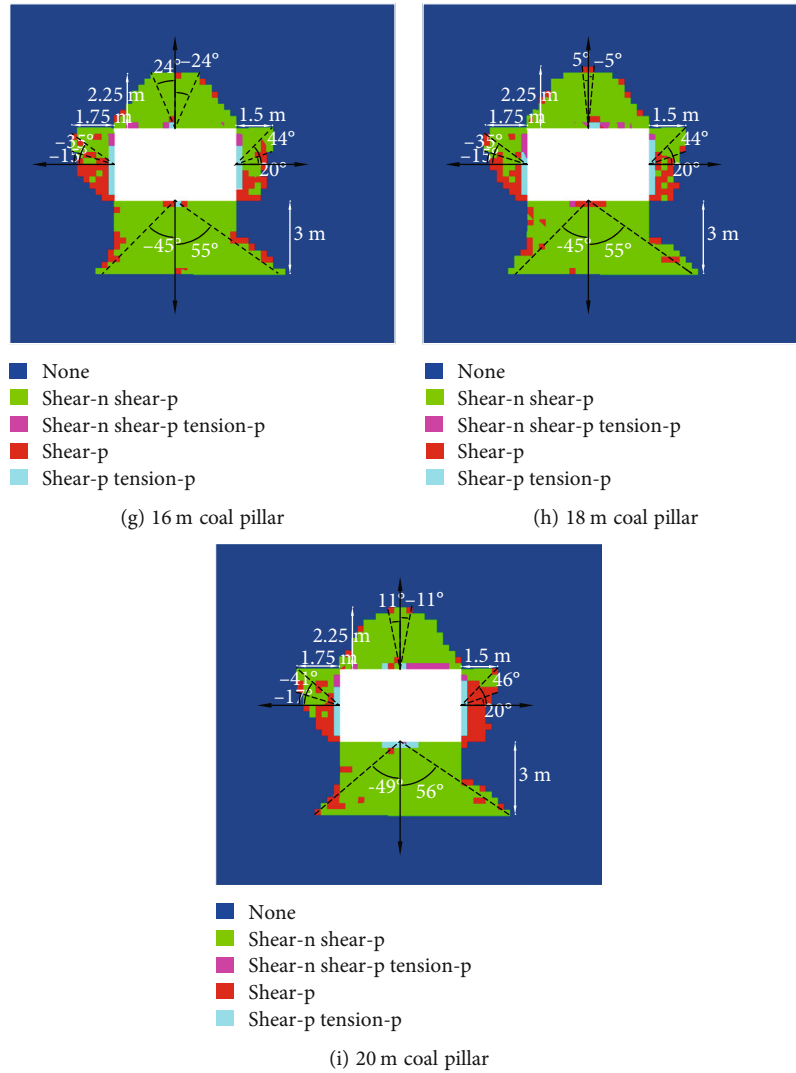 24° –24°
2.25 m
1.75 m
1.5 m
–35°
–15°
44°
20°
–45°
55°
3 m
None
Shear-n shear-p
Shear-n shear-p tension-p
Shear-p
Shear-p tension-p
(g) 16 m coal pillar
5° –5°
2.25 m
1.75 m
1.5 m
–35°
–15°
44°
20°
-45°
55°
3 m
None
Shear-n shear-p
Shear-n shear-p tension-p
Shear-p
Shear-p tension-p
(h) 18 m coal pillar
11° –11°
2.25 m
1.75 m
1.5 m
–41°
–17°
46°
20°
-49°
56°
3 m
None
Shear-n shear-p
Shear-n shear-p tension-p
Shear-p
Shear-p tension-p
(i) 20 m coal pillar